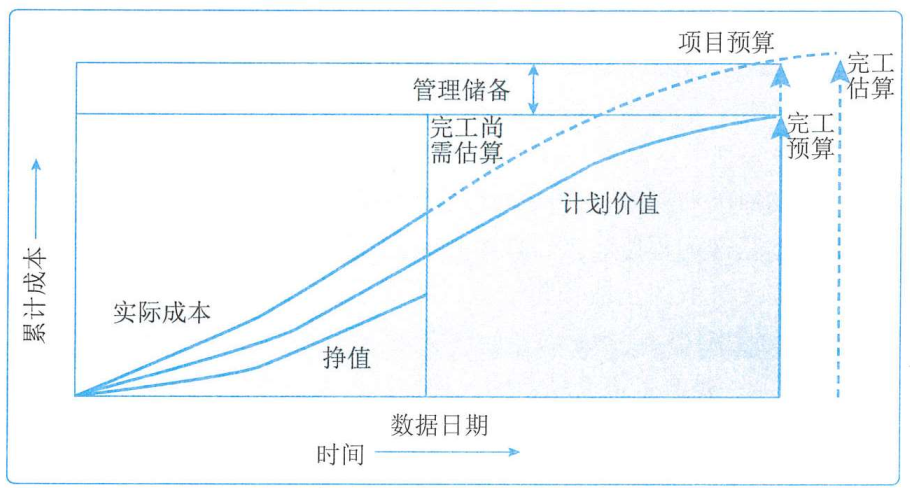 项目预算
完工
估算
管理储备
完工尚
需估算
完工
预算
计划价值
累计成本
实际成本
挣值
数据日期
时间